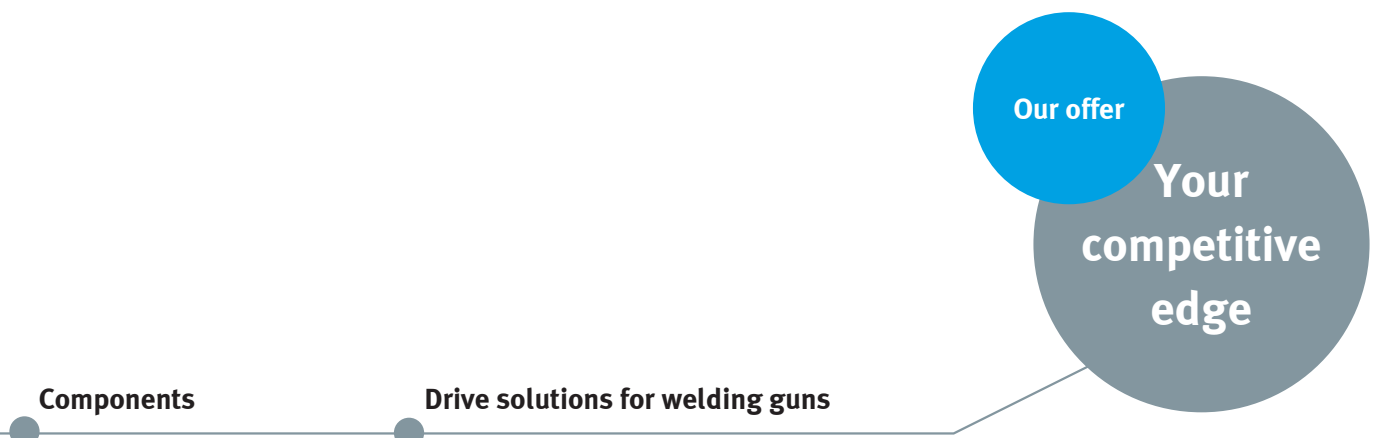 Our offer
Your
competitive
edge
Components
Drive solutions for welding guns